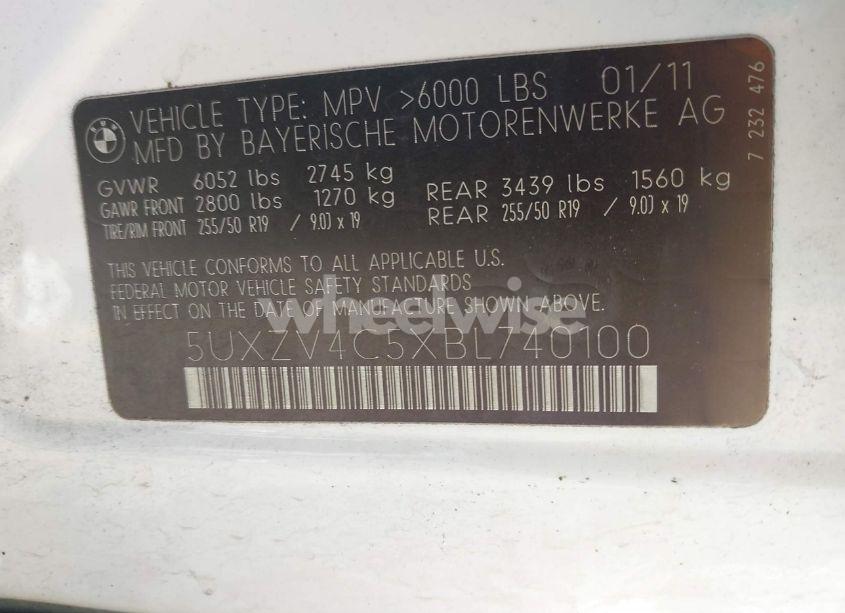 BMW
VEHICLE TYPE: MPV >6000 LBS 01/11
MFD BY BAYERISCHE MOTORENWERKE AG
7 232 476
GVWR 6052 lbs 2745 kg
GAWR FRONT 2800 lbs 1270 kg REAR 3439 lbs 1560 kg
TIRE/RIM FRONT 255/50 R19 / 9.0J x 19 REAR 255/50 R19 / 9.0J x 19
THIS VEHICLE CONFORMS TO ALL APPLICABLE U.S.
FEDERAL MOTOR VEHICLE SAFETY STANDARDS
IN EFFECT ON THE DATE OF MANUFACTURE SHOWN ABOVE.
wheelwise
5UXZV4C5XBL740100